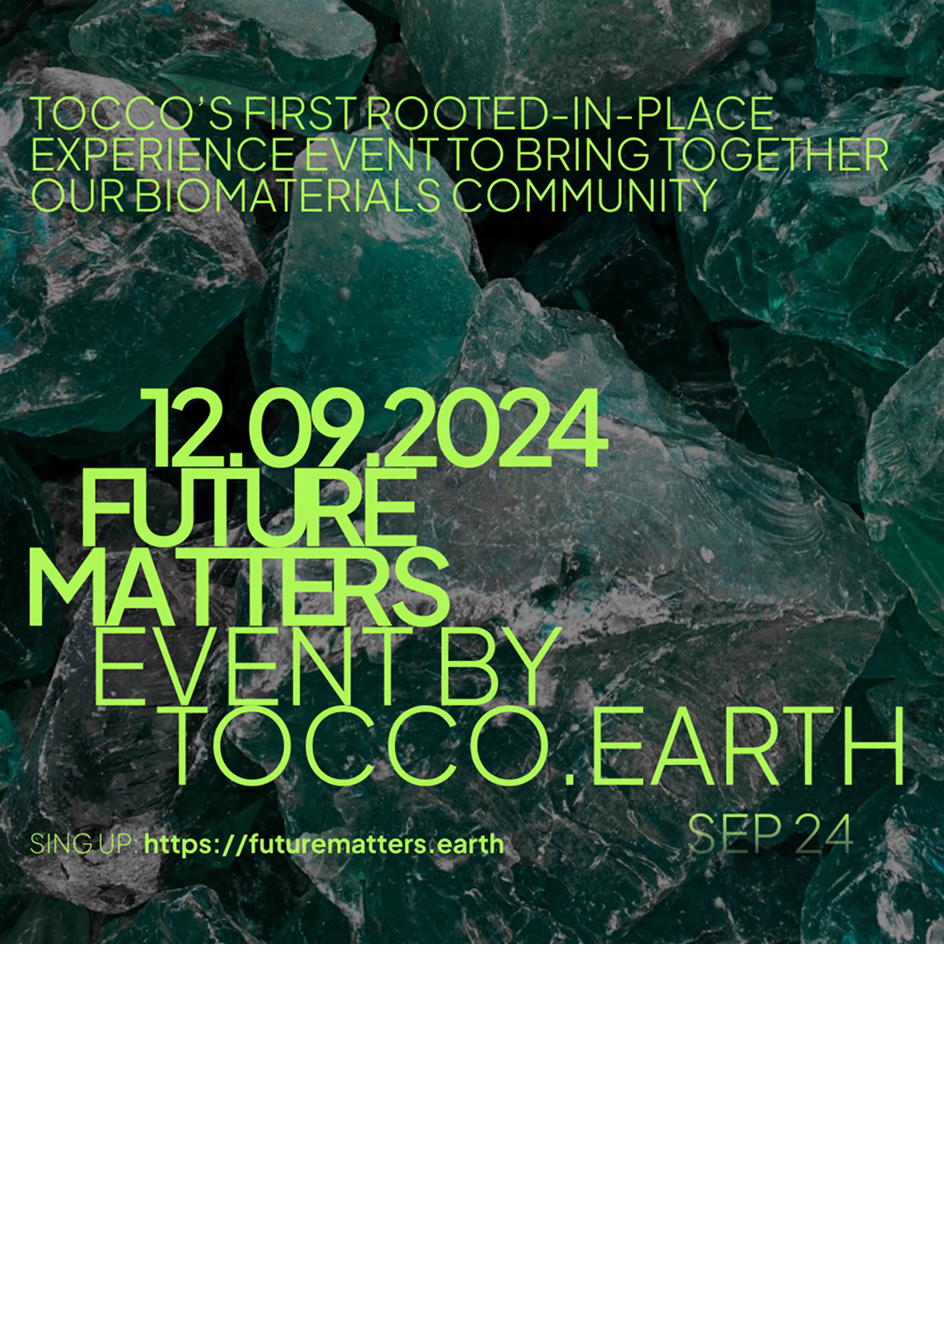 TOCCO'S FIRST ROOTED-IN-PLACE
EXPERIENCE EVENT TO BRING TOGETHER
OUR BIOMATERIALS COMMUNITY
12.09.2024
FUTURE
MATTERS
EVENT BY
TOCCO.EARTH
SEP 24
SING UP: https://futurematters.earth